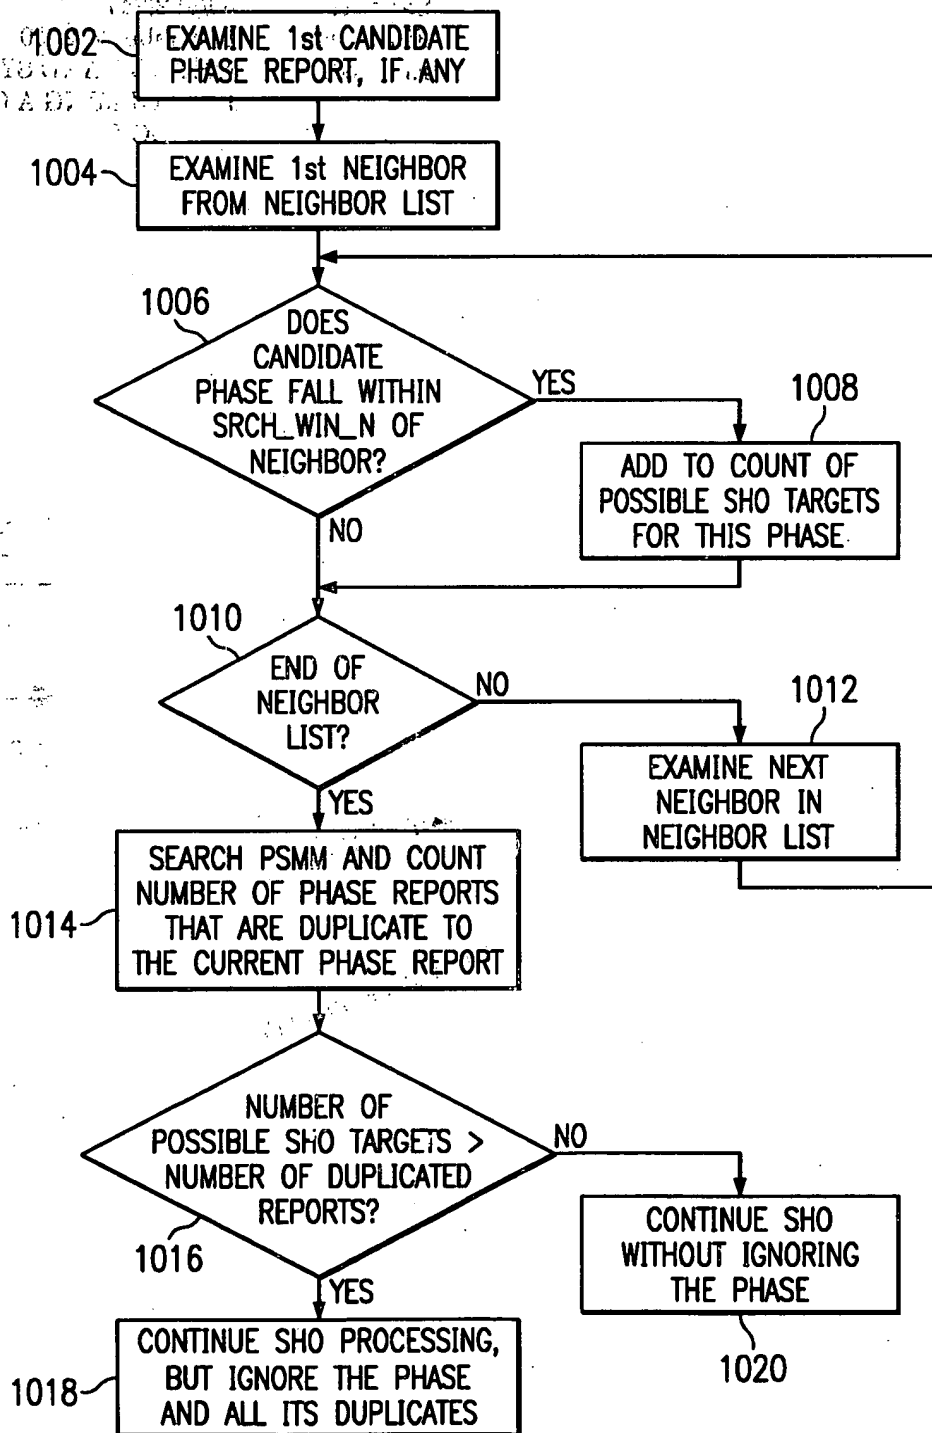 1002
EXAMINE 1st CANDIDATE
PHASE REPORT, IF ANY
1004
EXAMINE 1st NEIGHBOR
FROM NEIGHBOR LIST
1006
DOES
CANDIDATE
PHASE FALL WITHIN
SRCH_WIN_N OF
NEIGHBOR?
YES
NO
1008
ADD TO COUNT OF
POSSIBLE SHO TARGETS
FOR THIS PHASE
1010
END OF
NEIGHBOR
LIST?
NO
YES
1012
EXAMINE NEXT
NEIGHBOR IN
NEIGHBOR LIST
1014
SEARCH PSMM AND COUNT
NUMBER OF PHASE REPORTS
THAT ARE DUPLICATE TO
THE CURRENT PHASE REPORT
NUMBER OF
POSSIBLE SHO TARGETS >
NUMBER OF DUPLICATED
REPORTS?
1016
NO
YES
CONTINUE SHO
WITHOUT IGNORING
THE PHASE
1020
1018
CONTINUE SHO PROCESSING,
BUT IGNORE THE PHASE
AND ALL ITS DUPLICATES